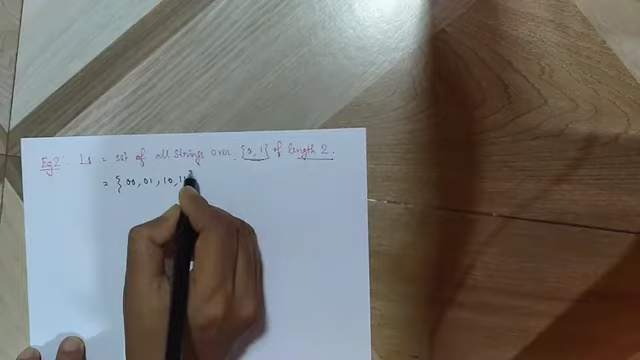 Eg2: L1 = set of all strings over {0, 1} of length 2.
= {00, 01, 10, 11}